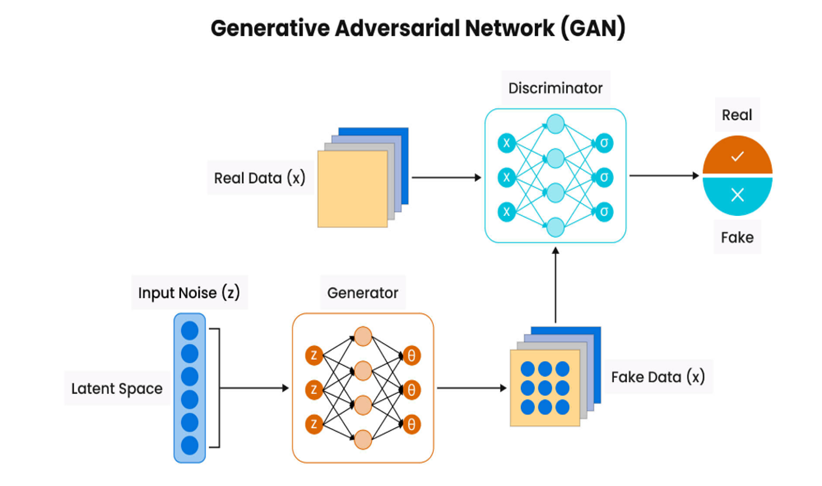 Generative Adversarial Network (GAN)
Discriminator
Real
Real Data (x)
X σ
X σ
X σ
Fake
Input Noise (z)
Generator
Latent Space
z θ
z θ
z θ
Fake Data (x)